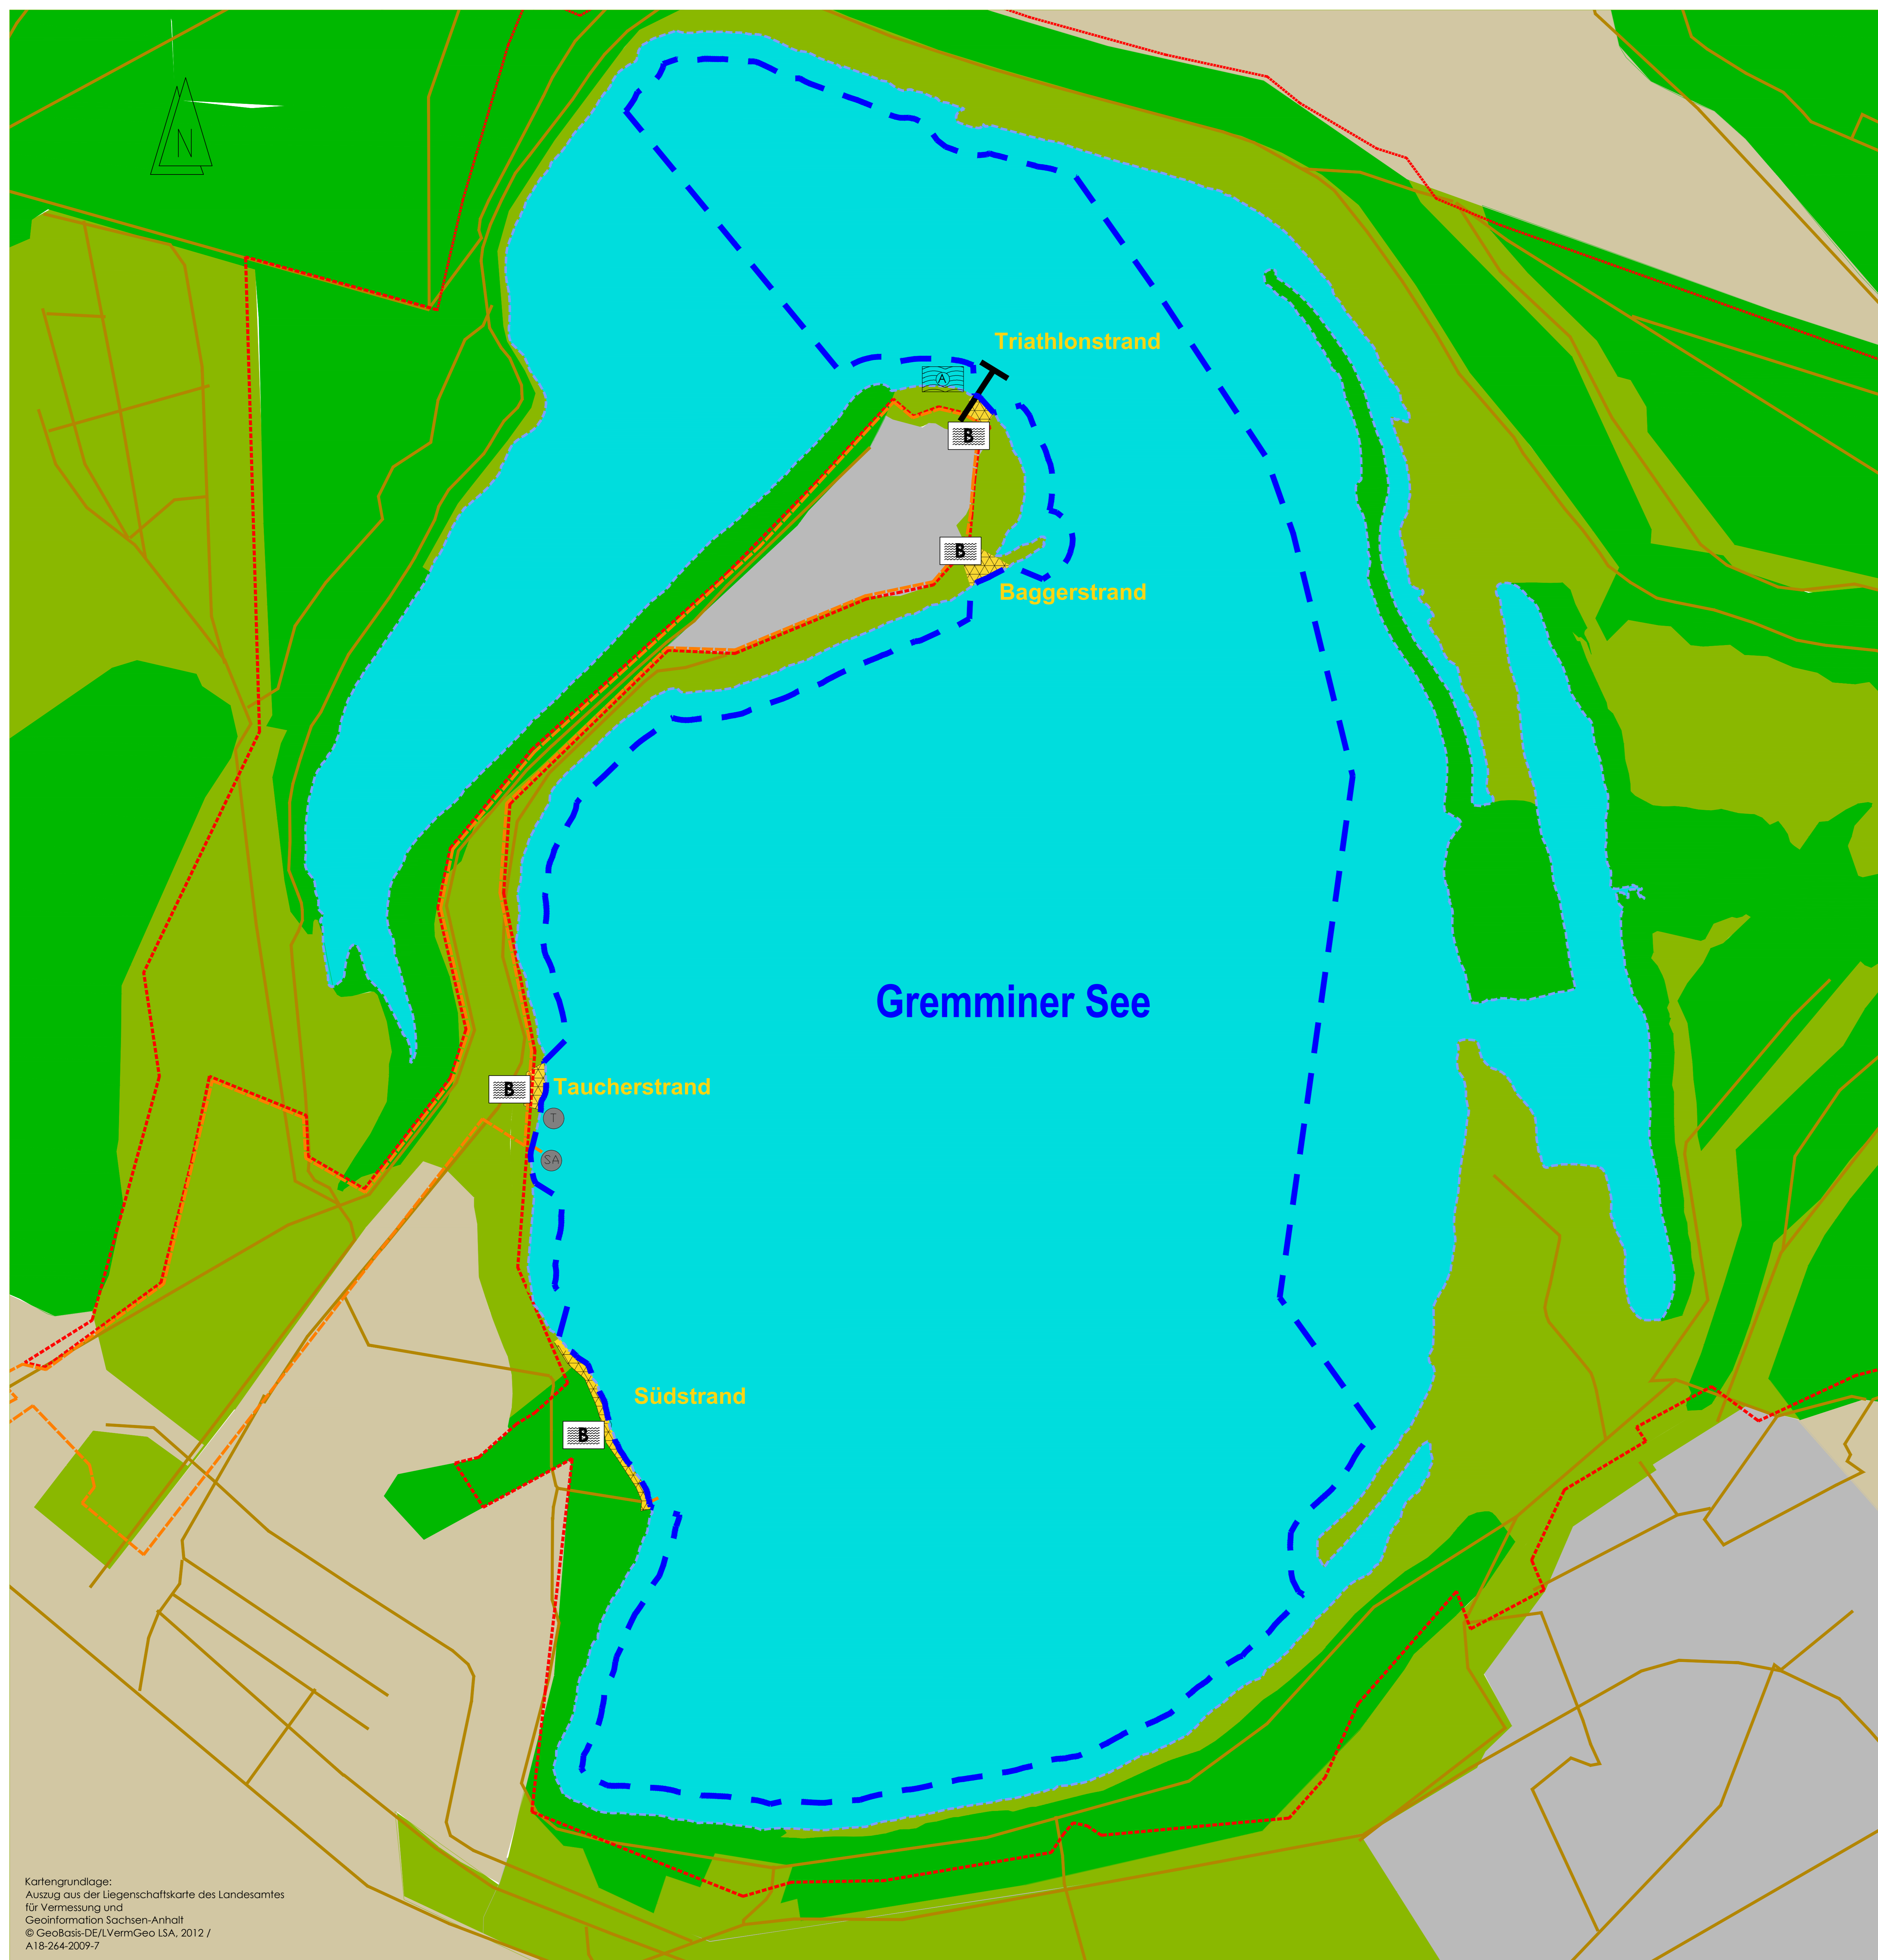 N
Triathlonstrand
A
B
B
Baggerstrand
Gremminer See
B
Taucherstrand
T
SA
Südstrand
B
Kartengrundlage:
Auszug aus der Liegenschaftskarte des Landesamtes
für Vermessung und
Geoinformation Sachsen-Anhalt
© GeoBasis-DE/LVermGeo LSA, 2012 /
A18-264-2009-7